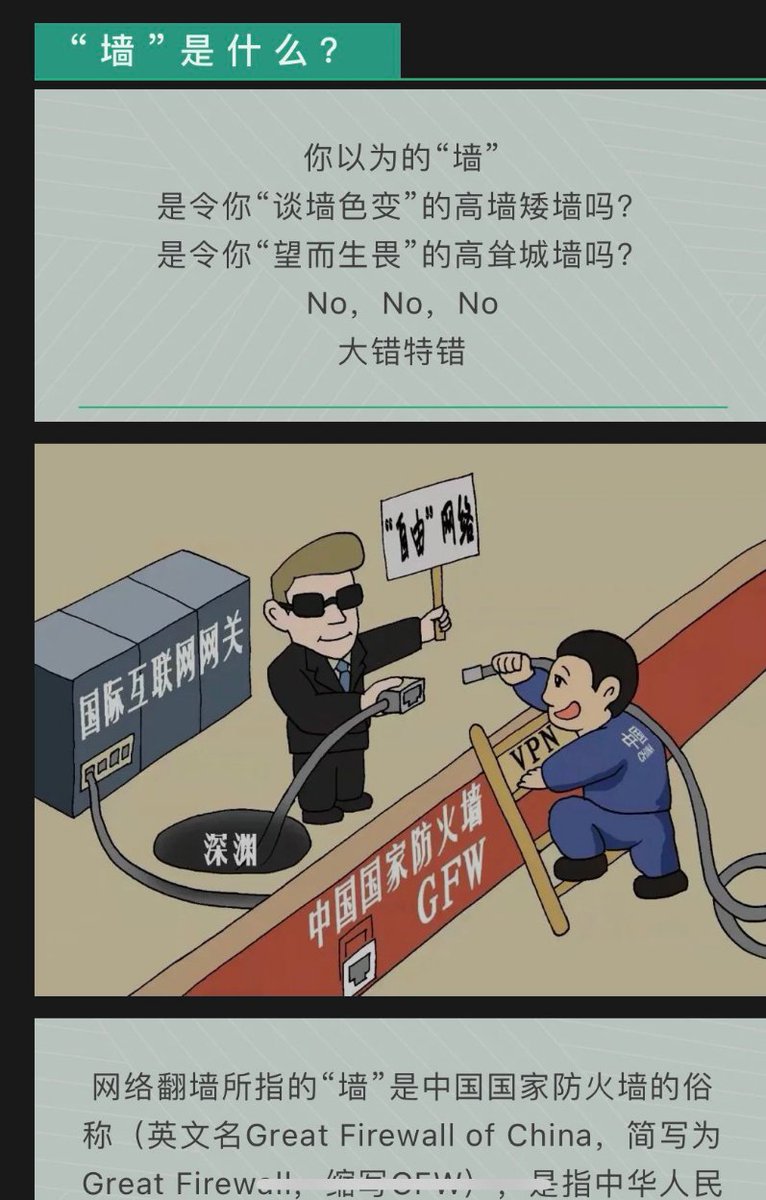 “墙”是什么？
你以为的“墙”
是令你“谈墙色变”的高墙矮墙吗？
是令你“望而生畏”的高耸城墙吗？
No，No，No
大错特错
“自由”网络
国际互联网网关
VPN
深渊
中国国家防火墙
GFW
网络翻墙所指的“墙”是中国国家防火墙的俗
称（英文名Great Firewall of China，简写为
Great Firewall，缩写GFW），是指中华人民